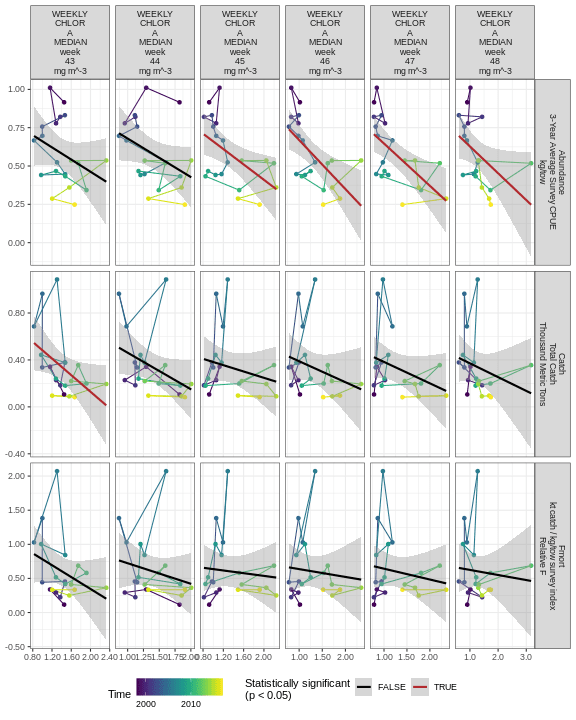 WEEKLY CHLOR A MEDIAN week 43 mg m^-3
WEEKLY CHLOR A MEDIAN week 44 mg m^-3
WEEKLY CHLOR A MEDIAN week 45 mg m^-3
WEEKLY CHLOR A MEDIAN week 46 mg m^-3
WEEKLY CHLOR A MEDIAN week 47 mg m^-3
WEEKLY CHLOR A MEDIAN week 48 mg m^-3
1.00
0.75
0.50
0.25
0.00
Abundance
3-Year Average Survey CPUE
kg/tow
0.80
0.40
0.00
-0.40
Catch
Total Catch
Thousand Metric Tons
2.00
1.50
1.00
0.50
0.00
-0.50
Fmort
kt catch / kg/tow survey index
Relative F
0.80 1.20 1.60 2.00 2.40
1.00 1.25 1.50 1.75 2.00
0.80 1.20 1.60 2.00
1.00 1.50 2.00
1.00 1.50 2.00
1.0 2.0 3.0
Time
2000 2010
Statistically significant
(p < 0.05)
FALSE
TRUE